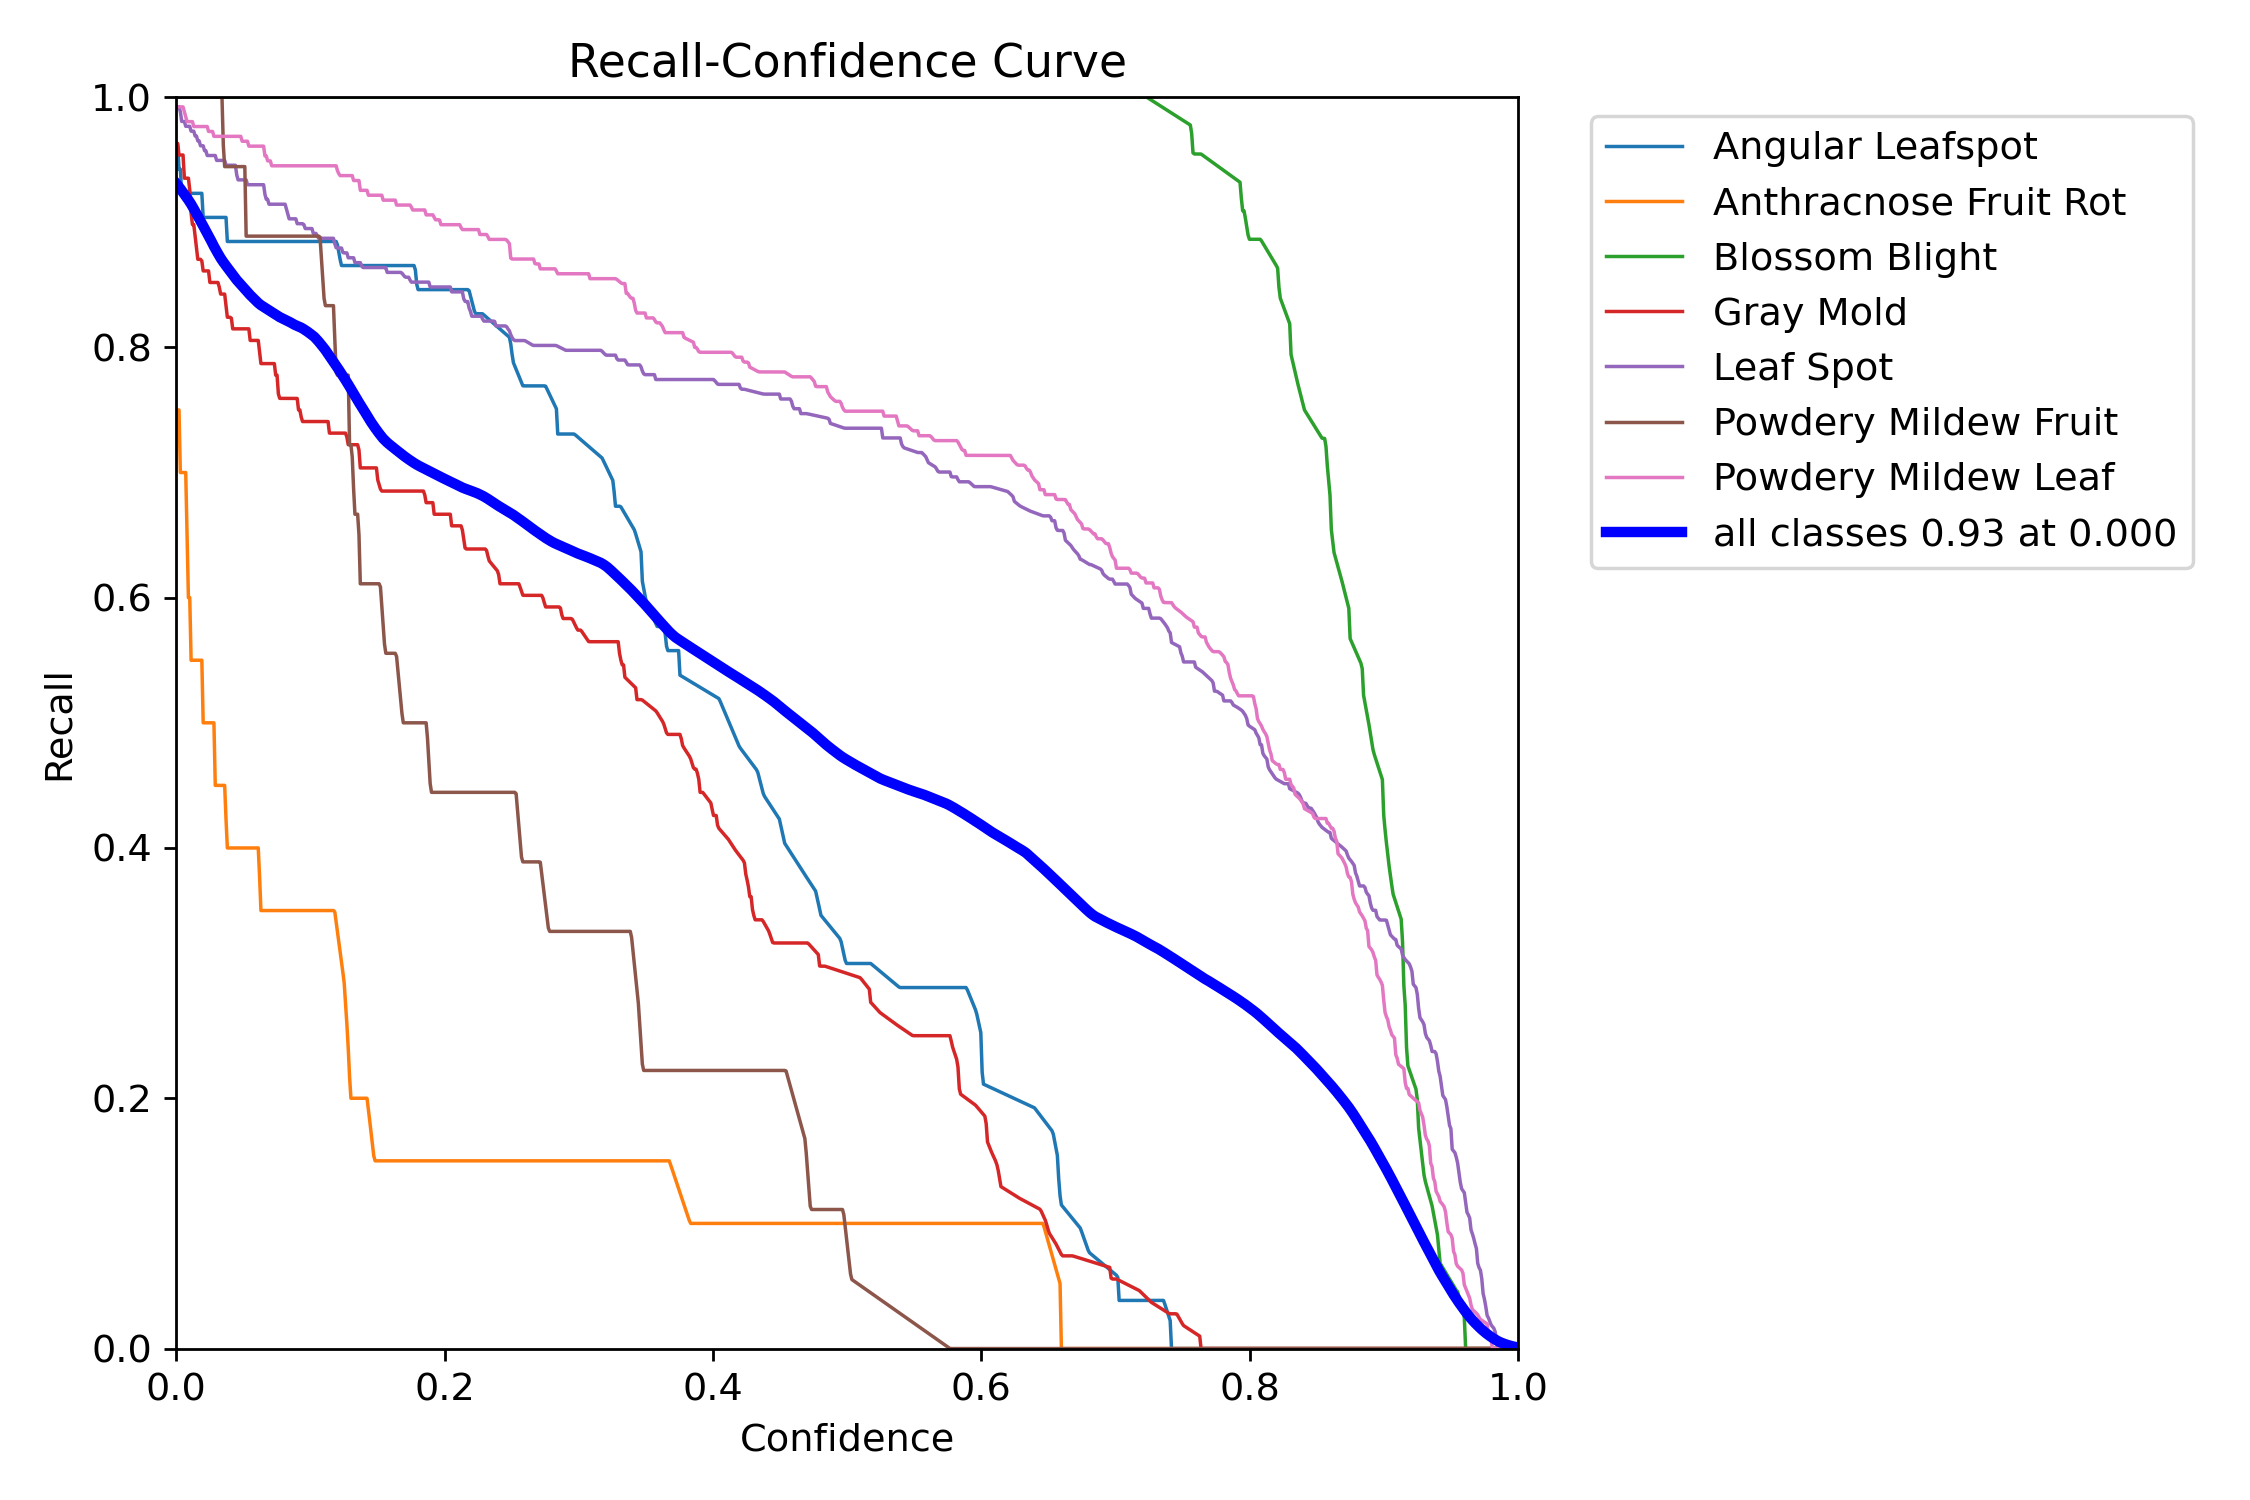 Recall-Confidence Curve
1.0
0.8
0.6
0.4
0.2
0.0
Recall
0.0 0.2 0.4 0.6 0.8 1.0
Confidence
Angular Leafspot
Anthracnose Fruit Rot
Blossom Blight
Gray Mold
Leaf Spot
Powdery Mildew Fruit
Powdery Mildew Leaf
all classes 0.93 at 0.000